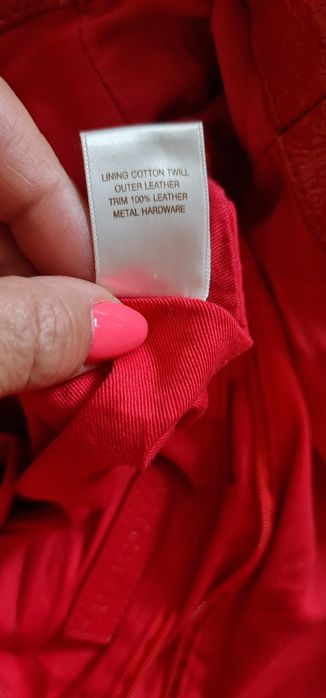 LINING COTTON TWILL
OUTER LEATHER
TRIM 100% LEATHER
METAL HARDWARE